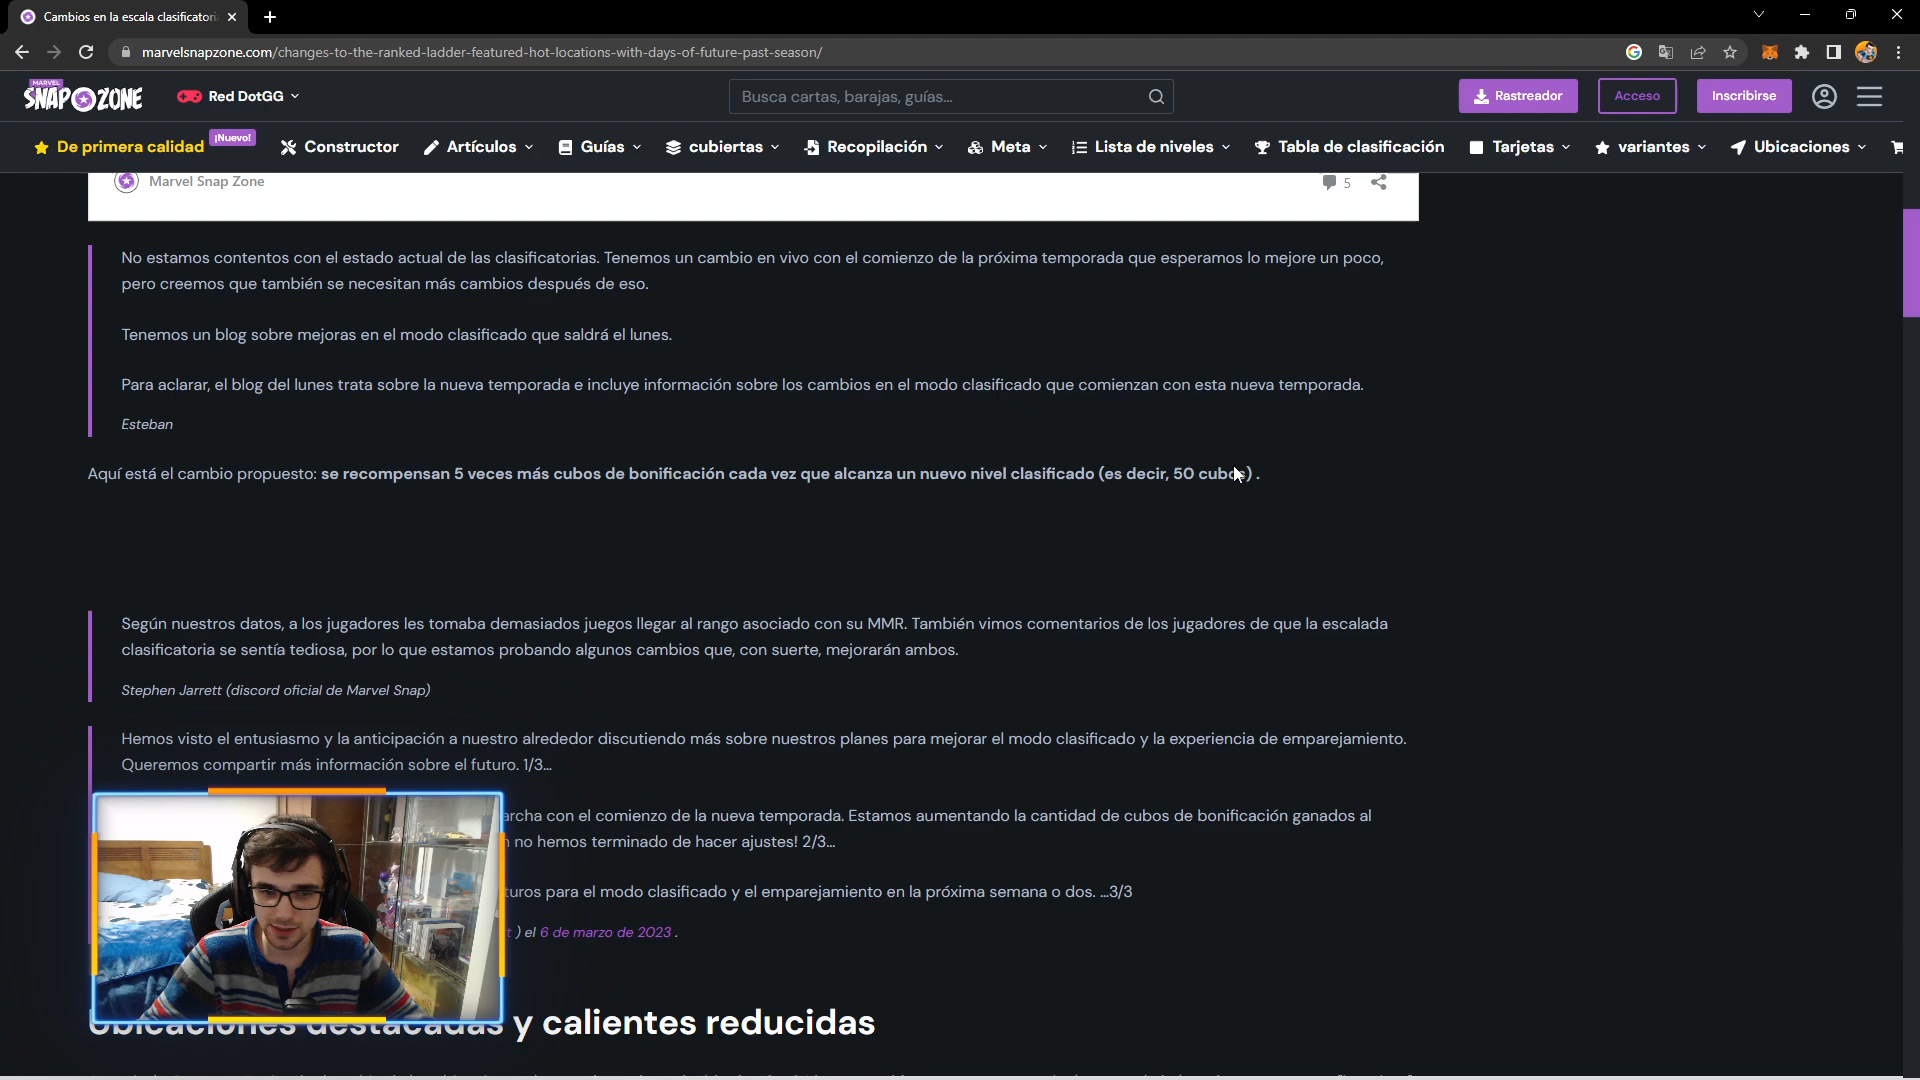 Cambios en la escala clasificatori
marvelsnapzone.com/changes-to-the-ranked-ladder-featured-hot-locations-with-days-of-future-past-season/
MARVEL
SNAP ZONE
Red DotGG
Busca cartas, barajas, guías...
Rastreador
Acceso
Inscribirse
De primera calidad
¡Nuevo!
Constructor
Artículos
Guías
cubiertas
Recopilación
Meta
Lista de niveles
Tabla de clasificación
Tarjetas
variantes
Ubicaciones
Marvel Snap Zone
5
No estamos contentos con el estado actual de las clasificatorias. Tenemos un cambio en vivo con el comienzo de la próxima temporada que esperamos lo mejore un poco,
pero creemos que también se necesitan más cambios después de eso.
Tenemos un blog sobre mejoras en el modo clasificado que saldrá el lunes.
Para aclarar, el blog del lunes trata sobre la nueva temporada e incluye información sobre los cambios en el modo clasificado que comienzan con esta nueva temporada.
Esteban
Aquí está el cambio propuesto: se recompensan 5 veces más cubos de bonificación cada vez que alcanza un nuevo nivel clasificado (es decir, 50 cubos) .
Según nuestros datos, a los jugadores les tomaba demasiados juegos llegar al rango asociado con su MMR. También vimos comentarios de los jugadores de que la escalada
clasificatoria se sentía tediosa, por lo que estamos probando algunos cambios que, con suerte, mejorarán ambos.
Stephen Jarrett (discord oficial de Marvel Snap)
Hemos visto el entusiasmo y la anticipación a nuestro alrededor discutiendo más sobre nuestros planes para mejorar el modo clasificado y la experiencia de emparejamiento.
Queremos compartir más información sobre el futuro. 1/3...
archa con el comienzo de la nueva temporada. Estamos aumentando la cantidad de cubos de bonificación ganados al
no hemos terminado de hacer ajustes! 2/3...
turos para el modo clasificado y el emparejamiento en la próxima semana o dos. ...3/3
t ) el 6 de marzo de 2023 .
Ubicaciones destacadas y calientes reducidas